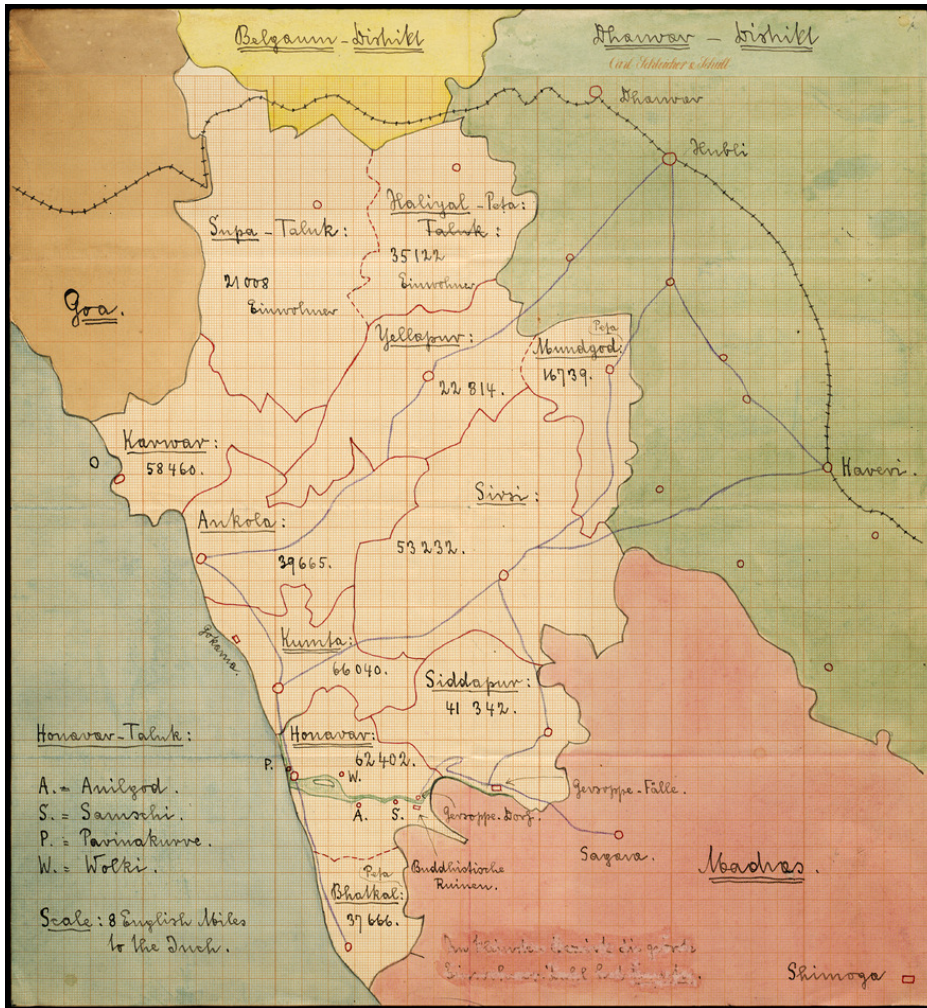 Belgaum - Distrikt
Dharwar - Distrikt
Carl Schleicher & Schüll
Dharwar
Hubli
Haliyal - Peta:
Taluk:
35122
Einwohner
Supa - Taluk:
21008
Einwohner
Goa.
Yellapur:
22814.
Peta
Mundgod:
16739.
Karwar:
58460.
Haveri.
Sirsi:
53232.
Ankola:
39665.
Gokarna.
Kumta:
66040.
Siddapur:
41342.
Honavar:
62402.
P.
W.
A.
S.
Gersoppe-Fälle.
Gersoppe-Dorf.
Buddhistische
Ruinen.
Sagara.
Madras.
Peta
Bhatkal:
37666.
Honavar-Taluk:
A. = Anilgod.
S. = Samschi.
P. = Pavinakurve.
W. = Wolki.
Scale: 8 English Miles
to the Inch.
Shimoga